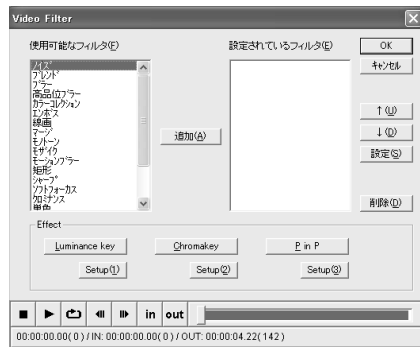 Video Filter
使用可能なフィルタ(F)
設定されているフィルタ(E)
OK
キャンセル
ノイズ
ブレンド
ブラー
高品位ブラー
カラーコレクション
エンボス
線画
マージ
モノトーン
モザイク
モーションブラー
矩形
シャープ
ソフトフォーカス
クロミナンス
単色
追加(A)
↑(U)
↓(D)
設定(S)
削除(D)
Effect
Luminance key
Chromakey
P in P
Setup(1)
Setup(2)
Setup(3)
in
out
00:00:00.00( 0 ) / IN: 00:00:00.00( 0 ) / OUT: 00:00:04.22( 142 )